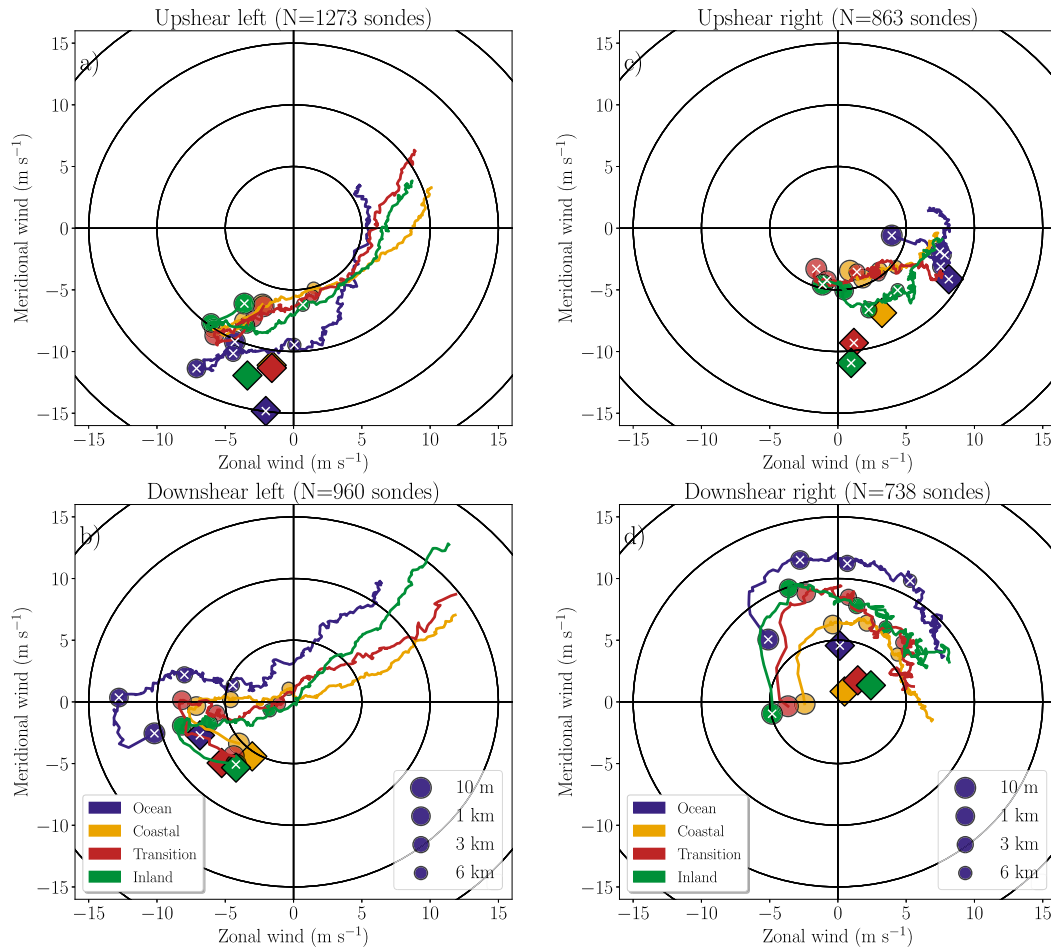 Upshear left (N=1273 sondes)
a)
15
10
5
0
−5
−10
−15
Meridional wind (m s⁻¹)
−15 −10 −5 0 5 10 15
Zonal wind (m s⁻¹)
Upshear right (N=863 sondes)
c)
15
10
5
0
−5
−10
−15
Meridional wind (m s⁻¹)
−15 −10 −5 0 5 10 15
Zonal wind (m s⁻¹)
Downshear left (N=960 sondes)
b)
15
10
5
0
−5
−10
−15
Meridional wind (m s⁻¹)
Ocean
Coastal
Transition
Inland
10 m
1 km
3 km
6 km
−15 −10 −5 0 5 10 15
Zonal wind (m s⁻¹)
Downshear right (N=738 sondes)
d)
15
10
5
0
−5
−10
−15
Meridional wind (m s⁻¹)
Ocean
Coastal
Transition
Inland
10 m
1 km
3 km
6 km
−15 −10 −5 0 5 10 15
Zonal wind (m s⁻¹)